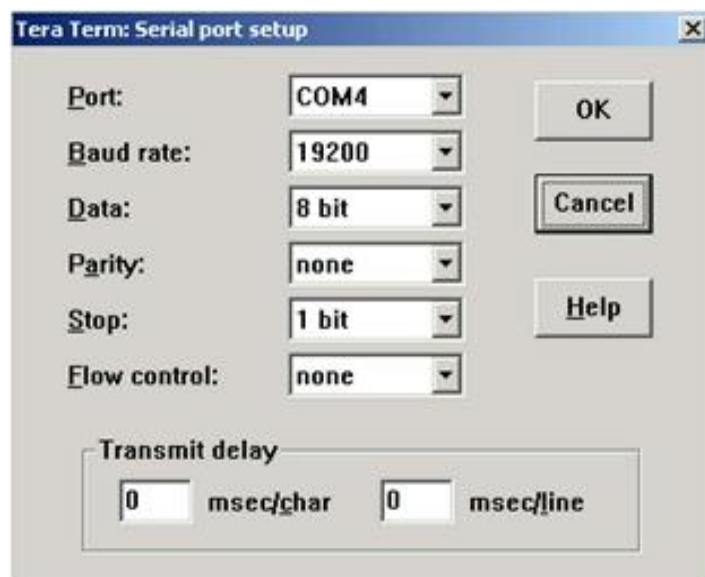 Tera Term: Serial port setup
Port: COM4 OK
Baud rate: 19200
Data: 8 bit Cancel
Parity: none
Stop: 1 bit Help
Flow control: none
Transmit delay
0 msec/char 0 msec/line